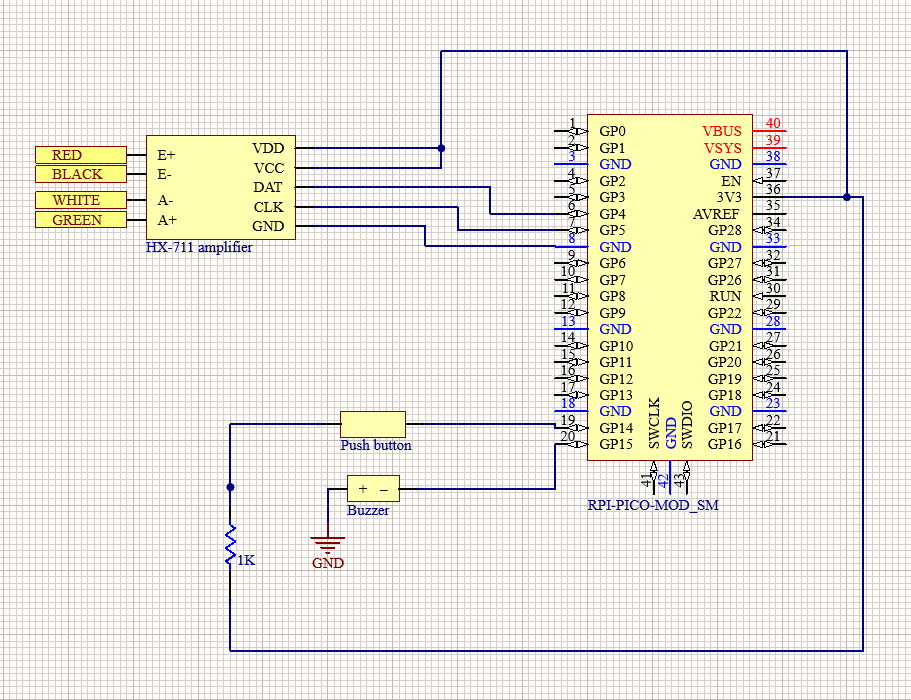 RED
BLACK
WHITE
GREEN
E+
E-
A-
A+
VDD
VCC
DAT
CLK
GND
HX-711 amplifier
1 GP0
2 GP1
3 GND
4 GP2
5 GP3
6 GP4
7 GP5
8 GND
9 GP6
10 GP7
11 GP8
12 GP9
13 GND
14 GP10
15 GP11
16 GP12
17 GP13
18 GND
19 GP14
20 GP15
VBUS 40
VSYS 39
GND 38
EN 37
3V3 36
AVREF 35
GP28 34
GND 33
GP27 32
GP26 31
RUN 30
GP22 29
GND 28
GP21 27
GP20 26
GP19 25
GP18 24
GND 23
GP17 22
GP16 21
SWCLK 41
GND 42
SWDIO 43
RPI-PICO-MOD_SM
Push button
+ −
Buzzer
GND
1K